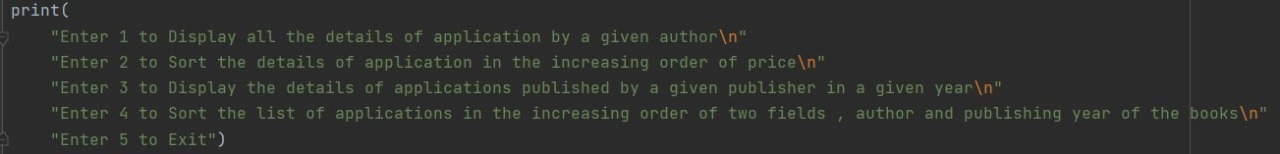 print(
"Enter 1 to Display all the details of application by a given author\n"
"Enter 2 to Sort the details of application in the increasing order of price\n"
"Enter 3 to Display the details of applications published by a given publisher in a given year\n"
"Enter 4 to Sort the list of applications in the increasing order of two fields , author and publishing year of the books\n"
"Enter 5 to Exit")